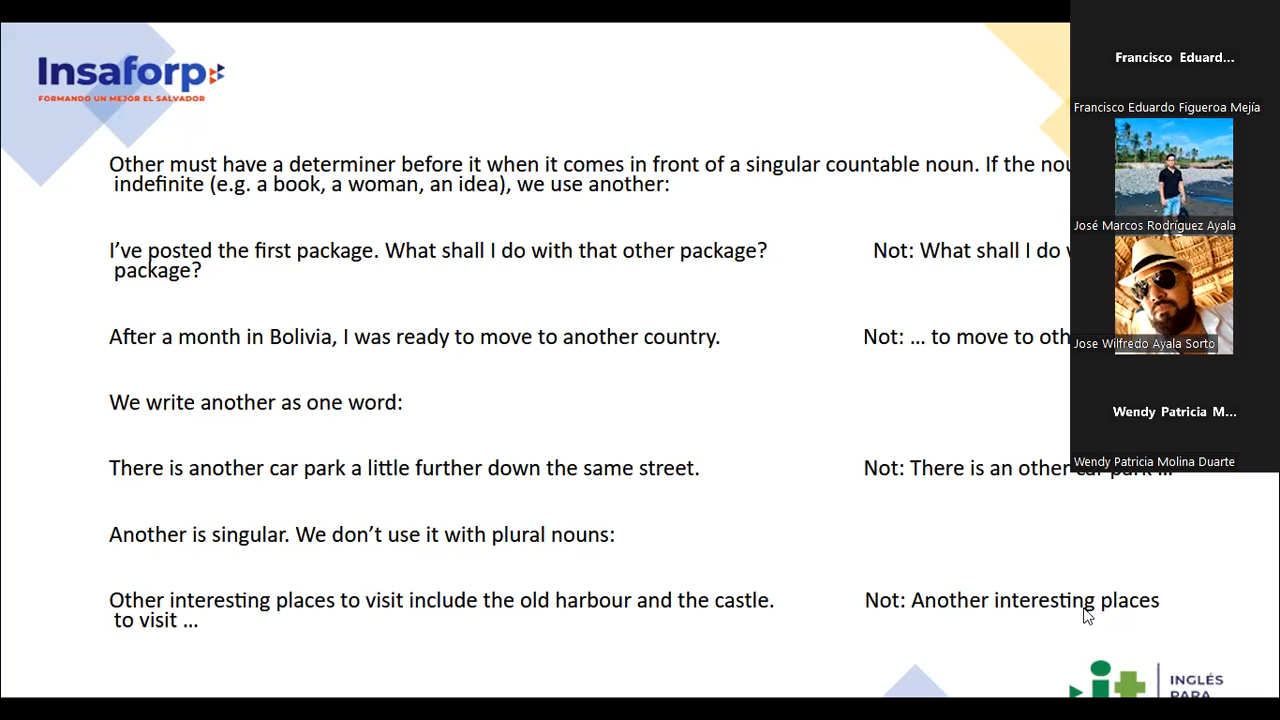 Insaforp
FORMANDO UN MEJOR EL SALVADOR
Other must have a determiner before it when it comes in front of a singular countable noun. If the
indefinite (e.g. a book, a woman, an idea), we use another:
I've posted the first package. What shall I do with that other package? Not: What shall I do
package?
After a month in Bolivia, I was ready to move to another country. Not: … to move to
We write another as one word:
There is another car park a little further down the same street. Not: There is an other car park …
Another is singular. We don't use it with plural nouns:
Other interesting places to visit include the old harbour and the castle. Not: Another interesting places
to visit …
Francisco Eduard...
Francisco Eduardo Figueroa Mejía
José Marcos Rodríguez Ayala
Jose Wilfredo Ayala Sorto
Wendy Patricia M...
Wendy Patricia Molina Duarte
it
INGLÉS
PARA